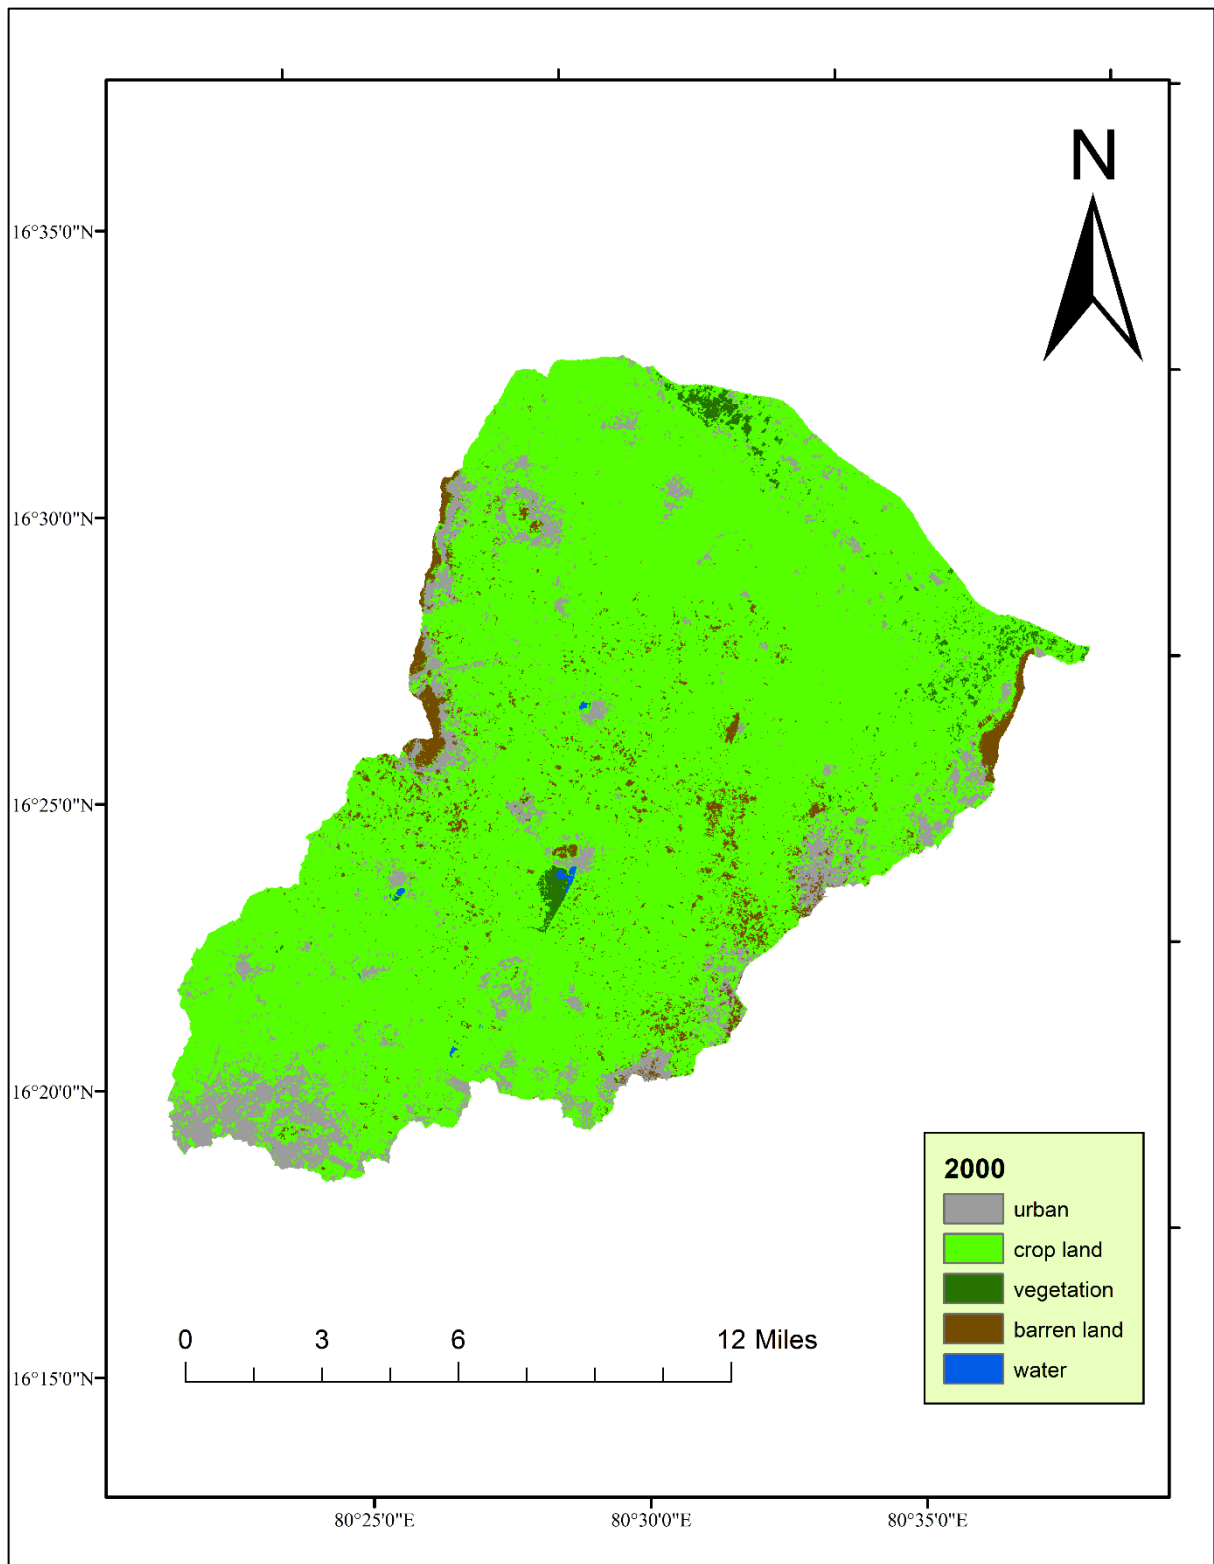 N
16°35'0"N
16°30'0"N
16°25'0"N
16°20'0"N
16°15'0"N
2000
urban
crop land
vegetation
barren land
water
0 3 6 12 Miles
80°25'0"E 80°30'0"E 80°35'0"E